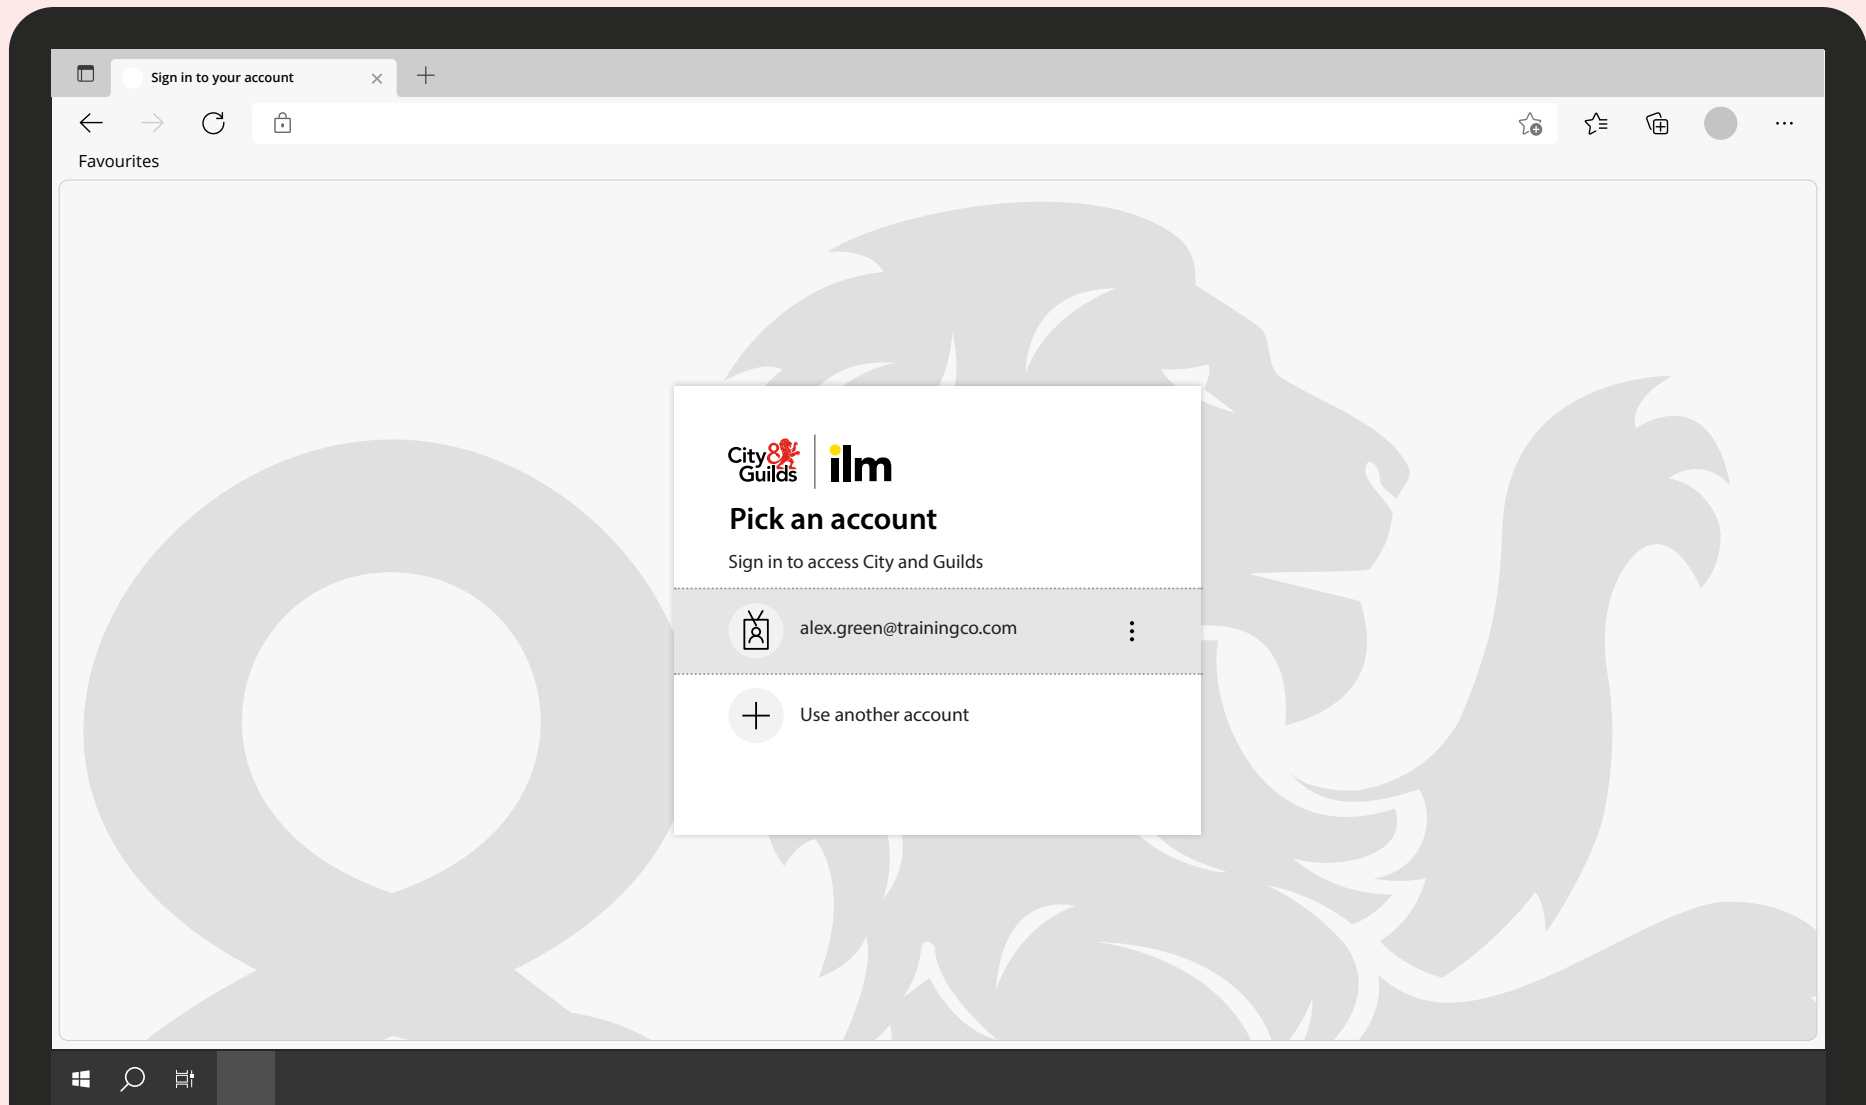 Sign in to your account
Favourites
City &
Guilds
ilm
Pick an account
Sign in to access City and Guilds
alex.green@trainingco.com
Use another account